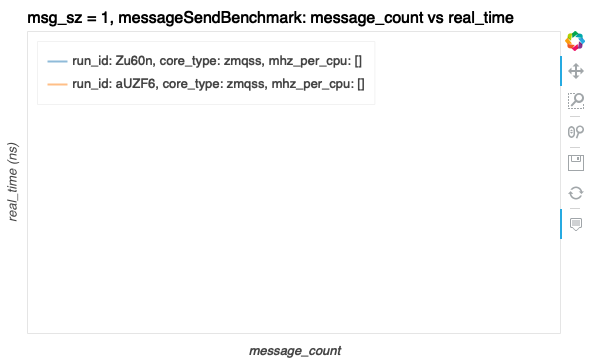 msg_sz = 1, messageSendBenchmark: message_count vs real_time
run_id: Zu60n, core_type: zmqss, mhz_per_cpu: []
run_id: aUZF6, core_type: zmqss, mhz_per_cpu: []
real_time (ns)
message_count